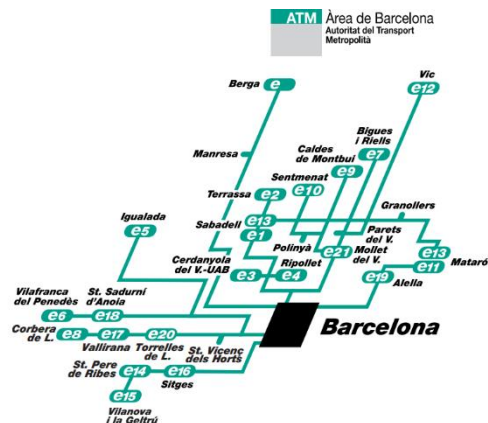 ATM Àrea de Barcelona
Autoritat del Transport
Metropolità
Berga e
Vic
e12
Bigues
i Riells
e7
Caldes
de Montbui
e9
Manresa
Sentmenat
e10
Terrassa e2
Granollers
Igualada
e5
Sabadell e13
e1
Parets
del V.
Polinyà
e21 Mollet
del V.
e13
e11 Mataró
Cerdanyola
del V.-UAB
e3
Ripollet
e4
e19 Alella
Vilafranca
del Penedès
e6
St. Sadurní
d'Anoia
e18
Barcelona
Corbera
de L.
e8 e17 e20
Vallirana
Torrelles
de L.
St. Vicenç
dels Horts
St. Pere
de Ribes
e14 e16
Sitges
e15
Vilanova
i la Geltrú